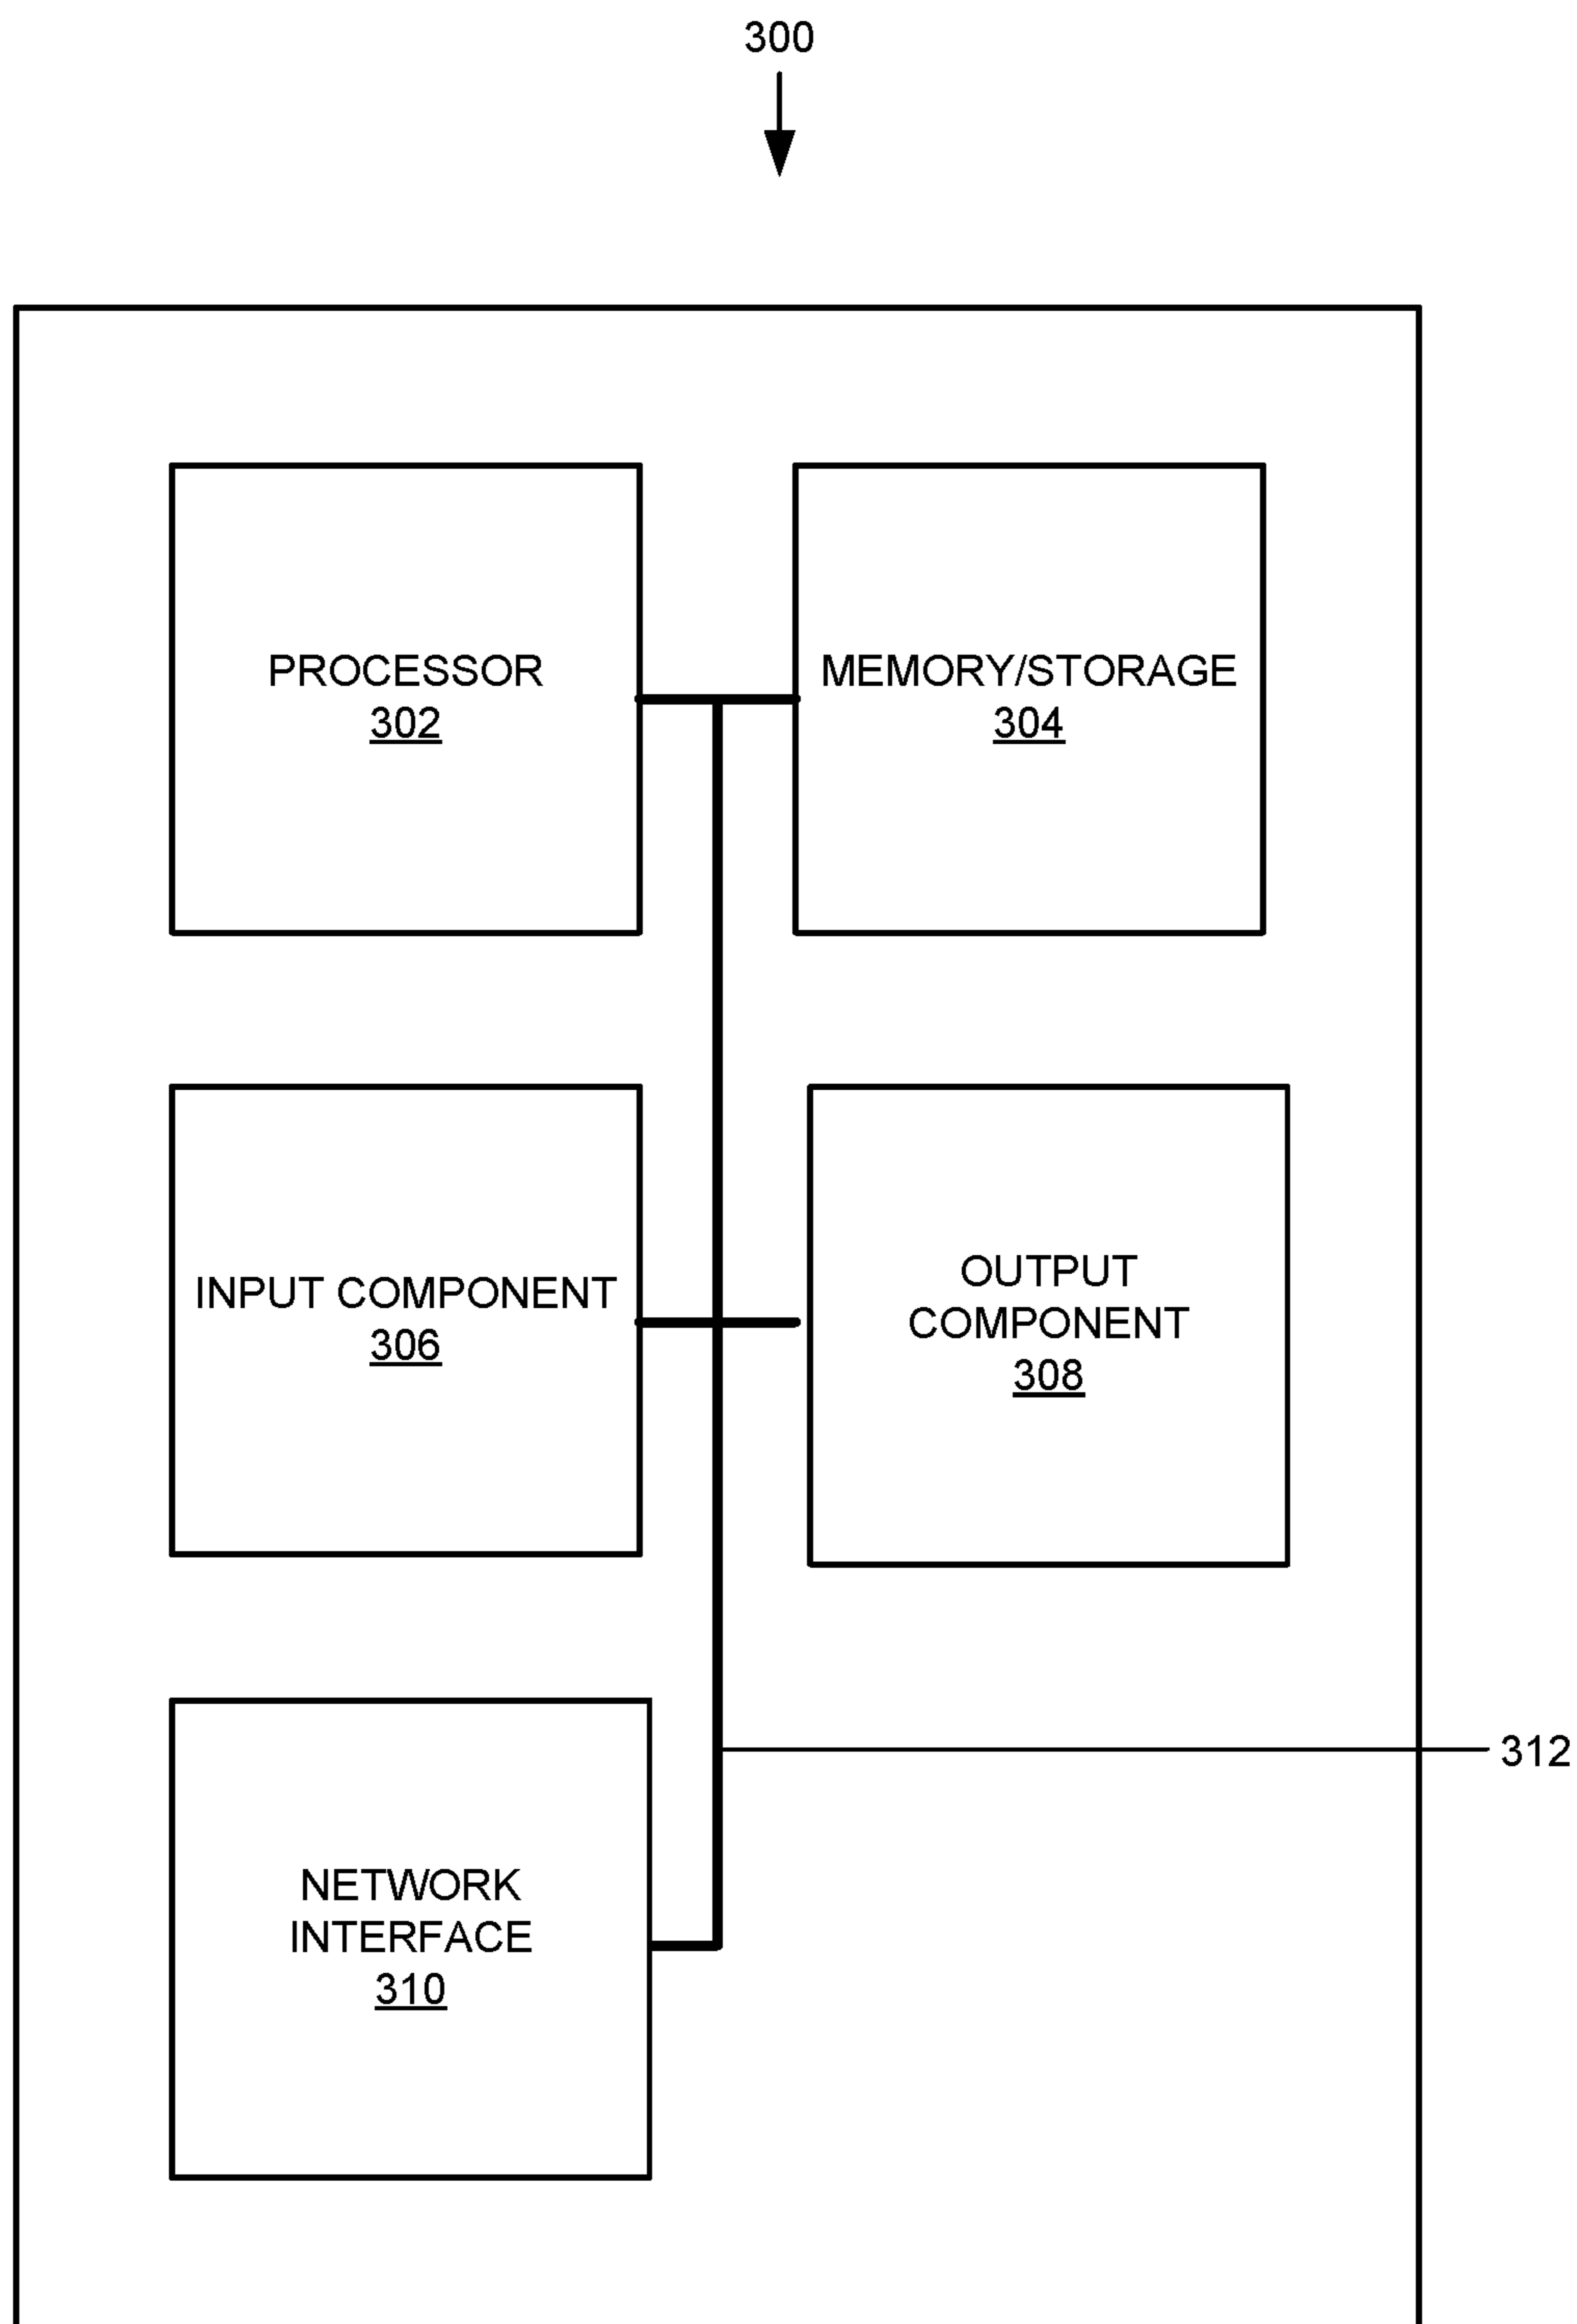 300
PROCESSOR
302
MEMORY/STORAGE
304
INPUT COMPONENT
306
OUTPUT
COMPONENT
308
312
NETWORK
INTERFACE
310